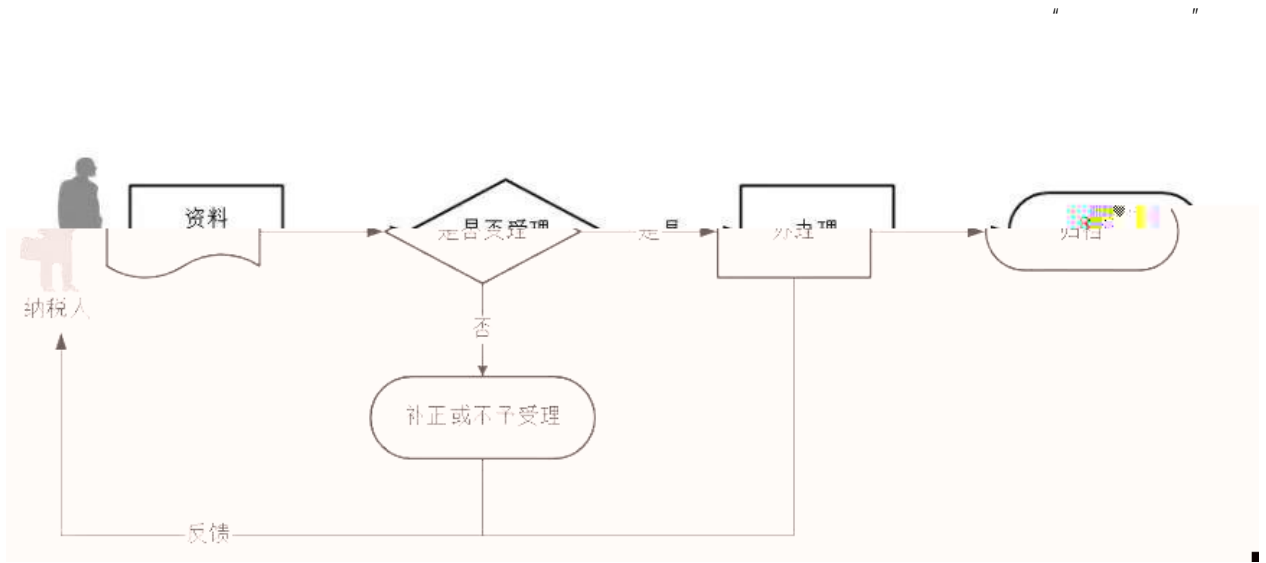 “ ”
资料
是否受理
是
办理
归档
纳税人
否
补正或不予受理
反馈